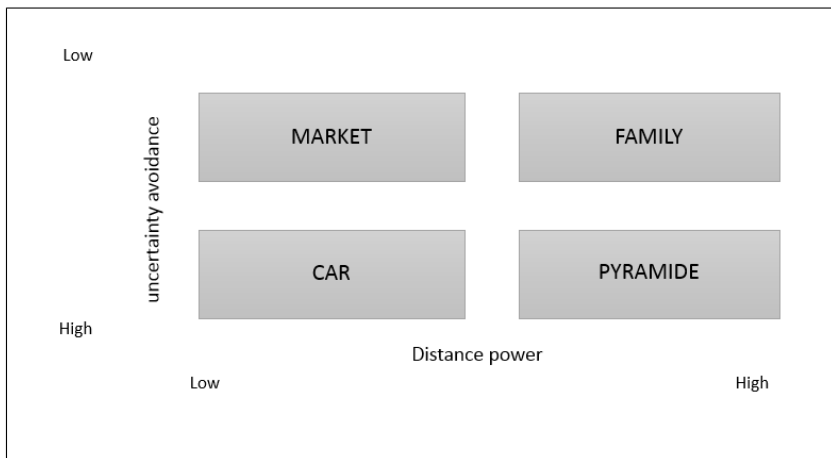 Low
MARKET
FAMILY
uncertainty avoidance
CAR
PYRAMIDE
High
Distance power
Low
High